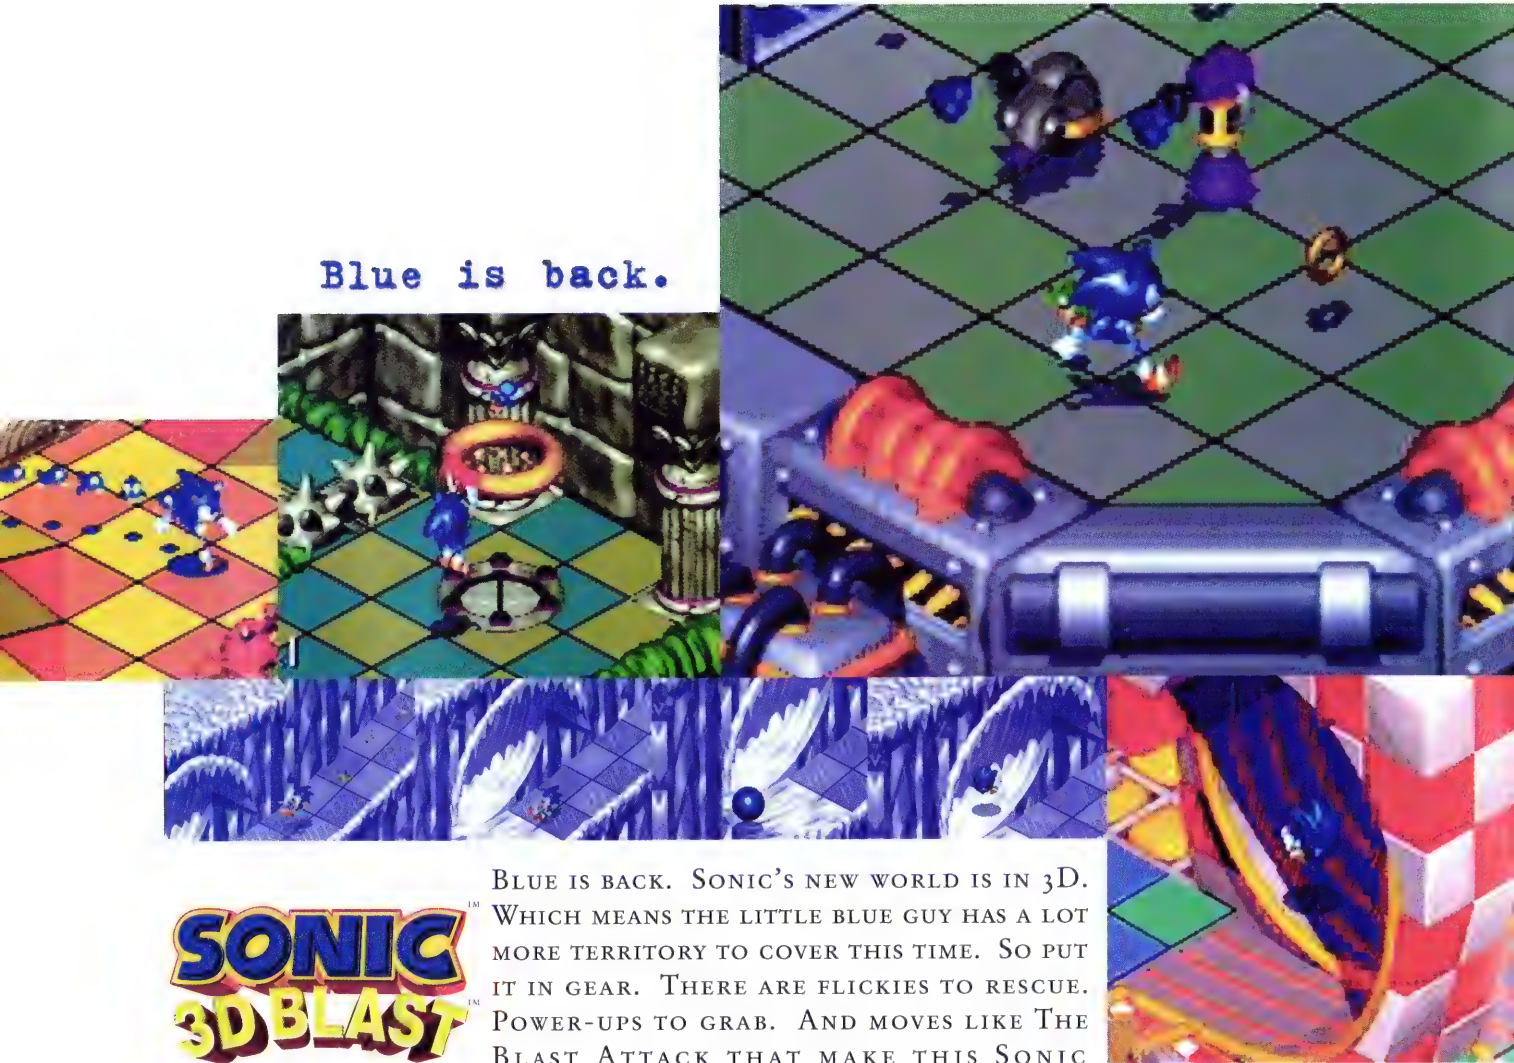 Blue is back.
BLUE IS BACK. SONIC'S NEW WORLD IS IN 3D.
WHICH MEANS THE LITTLE BLUE GUY HAS A LOT
MORE TERRITORY TO COVER THIS TIME. SO PUT
IT IN GEAR. THERE ARE FLICKIES TO RESCUE.
POWER-UPS TO GRAB. AND MOVES LIKE THE
BLAST ATTACK THAT MAKE THIS SONIC
SONIC™
3D BLAST™